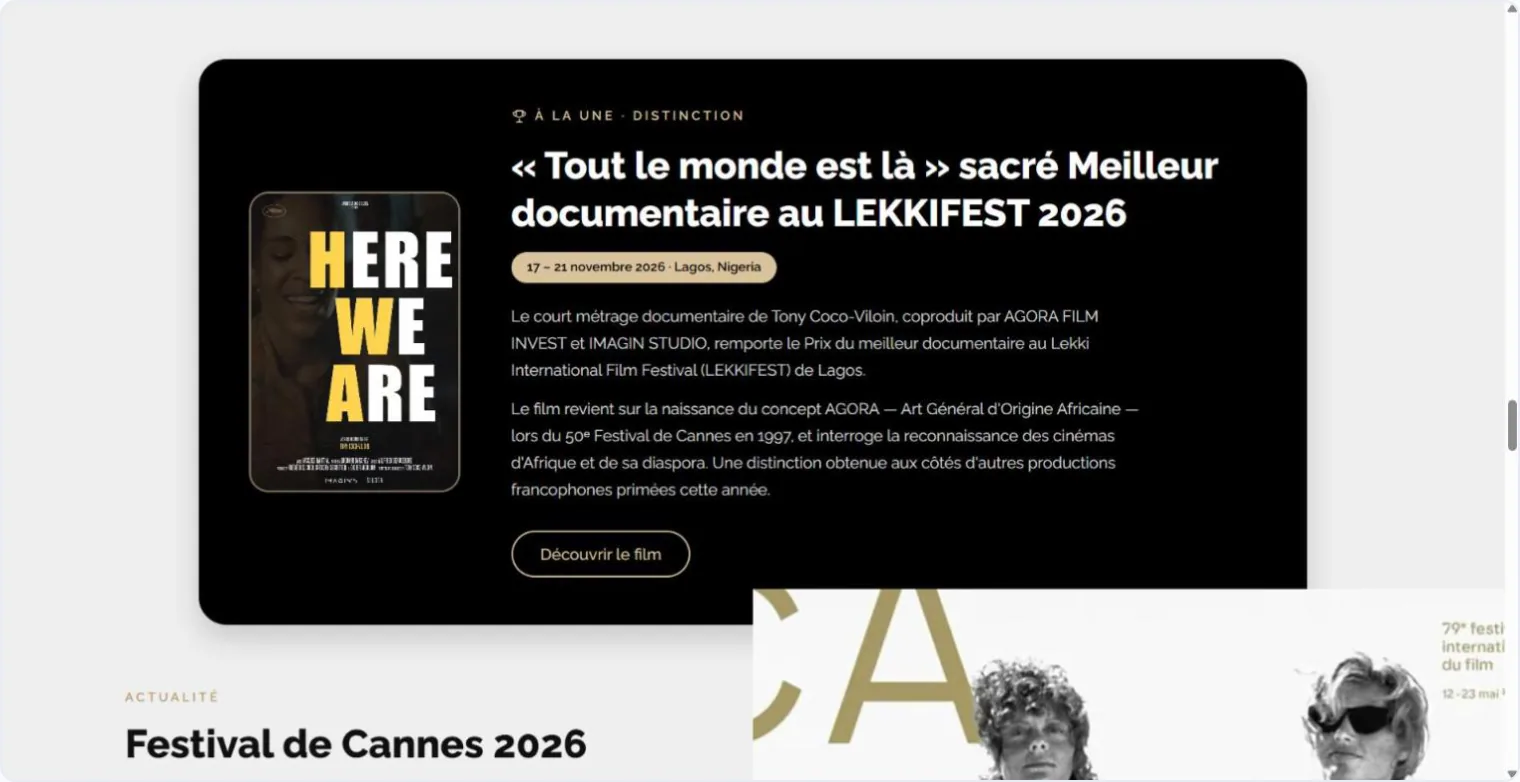 À LA UNE · DISTINCTION
« Tout le monde est là » sacré Meilleur
documentaire au LEKKIFEST 2026
17 – 21 novembre 2026 · Lagos, Nigeria
HERE
WE
ARE
Le court métrage documentaire de Tony Coco-Viloin, coproduit par AGORA FILM
INVEST et IMAGIN STUDIO, remporte le Prix du meilleur documentaire au Lekki
International Film Festival (LEKKIFEST) de Lagos.
Le film revient sur la naissance du concept AGORA — Art Général d'Origine Africaine —
lors du 50ᵉ Festival de Cannes en 1997, et interroge la reconnaissance des cinémas
d'Afrique et de sa diaspora. Une distinction obtenue aux côtés d'autres productions
francophones primées cette année.
Découvrir le film
CA
79ᵉ festi
internati
du film
12-23 mai
ACTUALITÉ
Festival de Cannes 2026